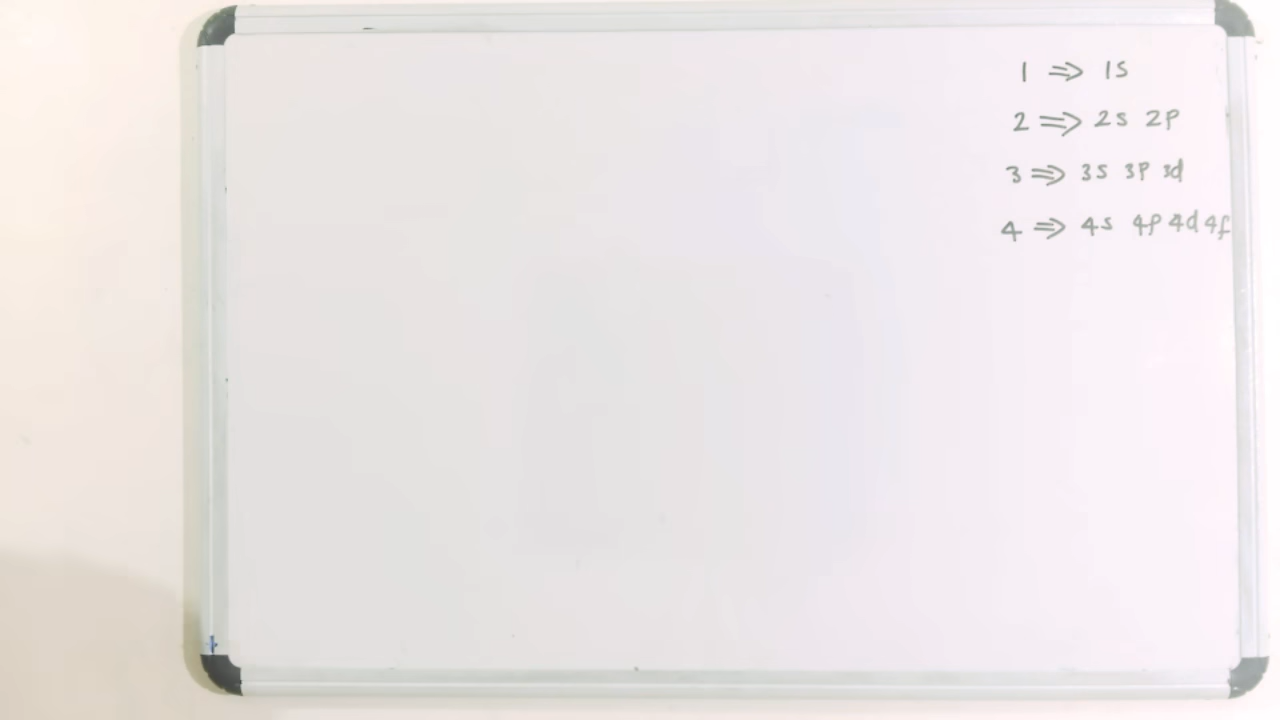 1 ⇒ 1s
2 ⇒ 2s 2p
3 ⇒ 3s 3p 3d
4 ⇒ 4s 4p 4d 4f